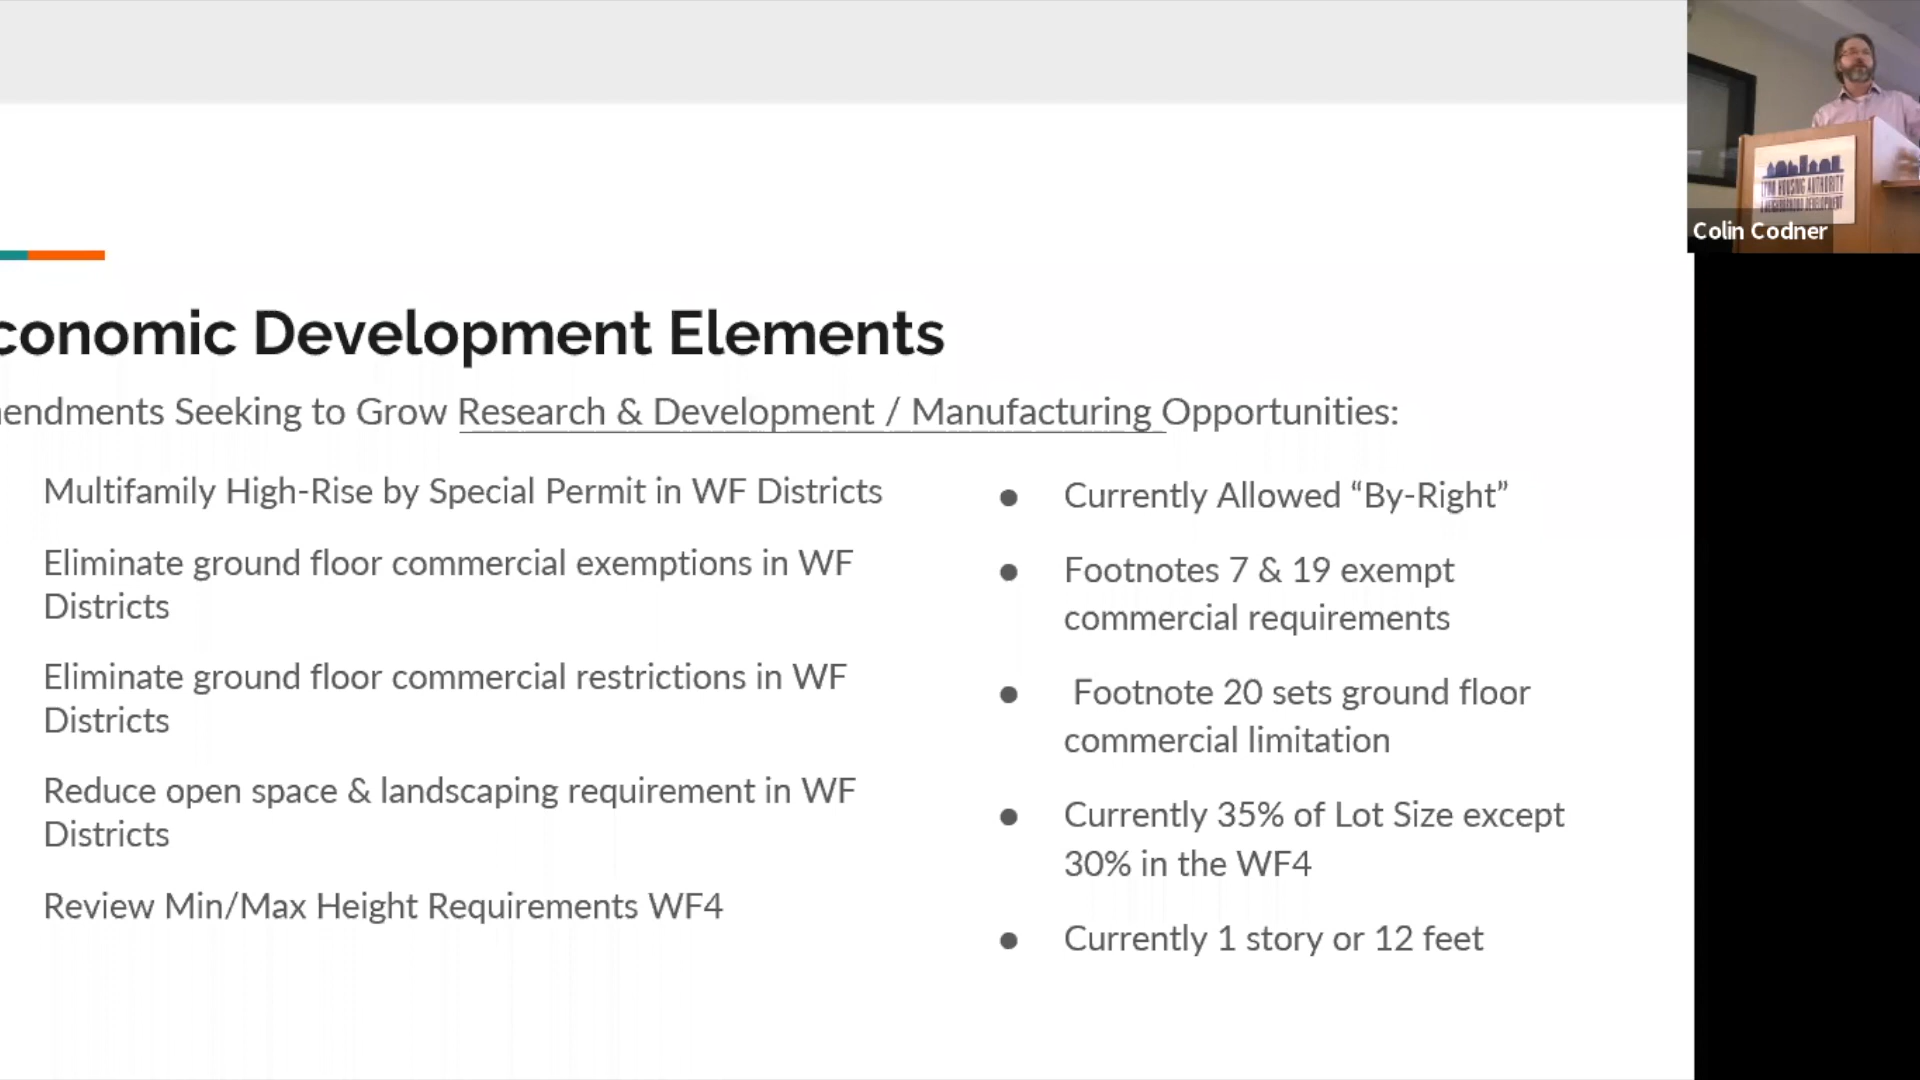 conomic Development Elements
endments Seeking to Grow Research & Development / Manufacturing Opportunities:
Multifamily High-Rise by Special Permit in WF Districts
Eliminate ground floor commercial exemptions in WF
Districts
Eliminate ground floor commercial restrictions in WF
Districts
Reduce open space & landscaping requirement in WF
Districts
Review Min/Max Height Requirements WF4
● Currently Allowed “By-Right”
● Footnotes 7 & 19 exempt
commercial requirements
● Footnote 20 sets ground floor
commercial limitation
● Currently 35% of Lot Size except
30% in the WF4
● Currently 1 story or 12 feet
HOUSING AUTHORITY
NEIGHBORHOOD DEVELOPMENT
Colin Codner